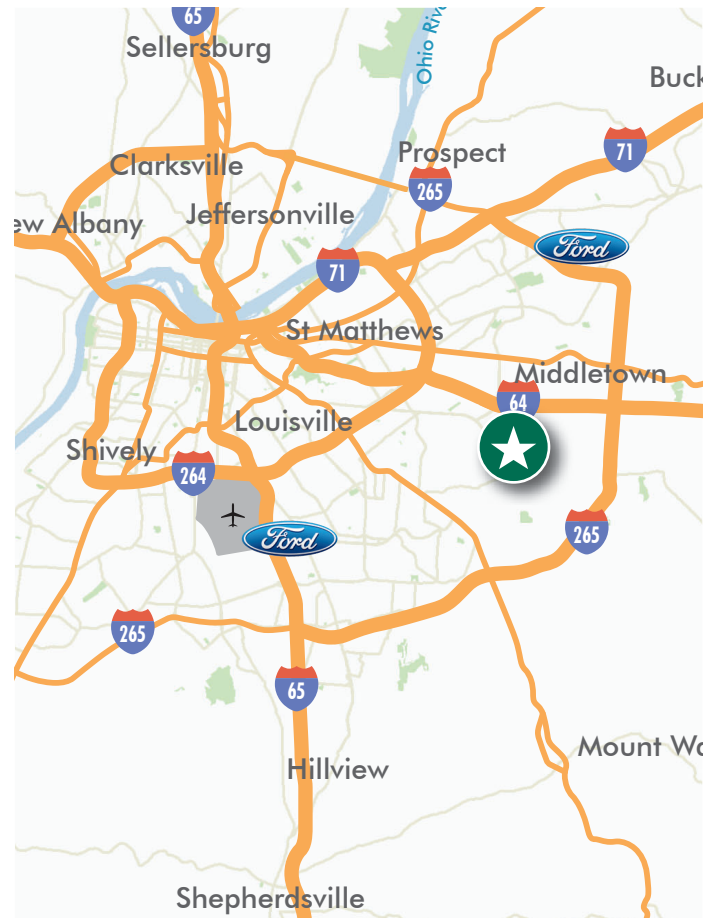 65
Sellersburg
Ohio Rive
Buck
71
Prospect
Clarksville
265
Jeffersonville
ew Albany
Ford
71
St Matthews
Middletown
64
Louisville
Shively
264
Ford
265
265
65
Mount Wa
Hillview
Shepherdsville